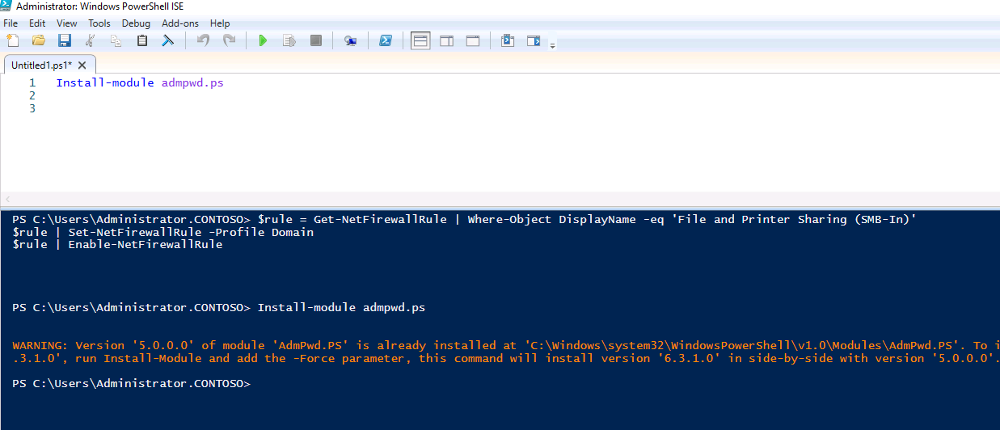 Administrator: Windows PowerShell ISE
File Edit View Tools Debug Add-ons Help
Untitled1.ps1* X
1 Install-module admpwd.ps
2
3
PS C:\Users\Administrator.CONTOSO> $rule = Get-NetFirewallRule | Where-Object DisplayName -eq 'File and Printer Sharing (SMB-In)'
$rule | Set-NetFirewallRule -Profile Domain
$rule | Enable-NetFirewallRule
PS C:\Users\Administrator.CONTOSO> Install-module admpwd.ps
WARNING: Version '5.0.0.0' of module 'AdmPwd.PS' is already installed at 'C:\Windows\system32\WindowsPowerShell\v1.0\Modules\AdmPwd.PS'. To i
.3.1.0', run Install-Module and add the -Force parameter, this command will install version '6.3.1.0' in side-by-side with version '5.0.0.0'.
PS C:\Users\Administrator.CONTOSO>